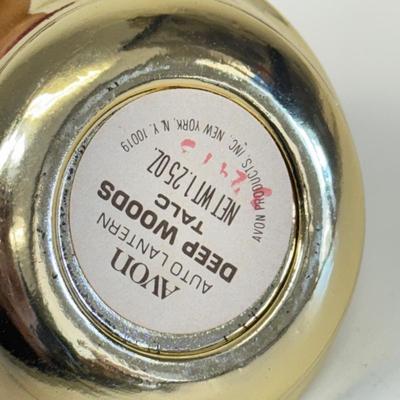 AVON
AUTO LANTERN
DEEP WOODS
TALC
NET WT 1.25 OZ.
AVON PRODUCTS, INC., NEW YORK, N. Y. 10019